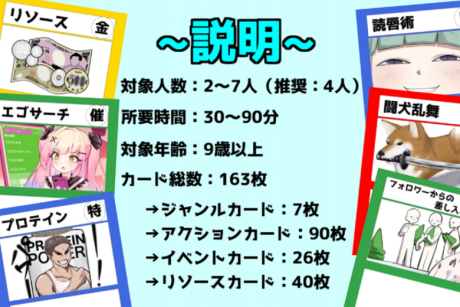 ～説明～
対象人数：2～7人（推奨：4人）
所要時間：30～90分
対象年齢：9歳以上
カード総数：163枚
→ジャンルカード：7枚
→アクションカード：90枚
→イベントカード：26枚
→リソースカード：40枚
リソース 金
エゴサーチ 催
プロテイン 特
PROTEIN
POWER
読唇術
闘犬乱舞
フォロワーからの
差し入